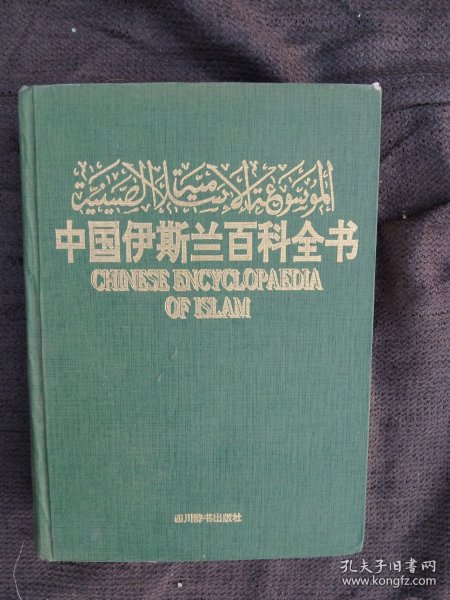 الموسوعة الإسلامية الصينية
中国伊斯兰百科全书
CHINESE ENCYCLOPAEDIA
OF ISLAM
四川辞书出版社
孔夫子旧书网
www.kongfz.com